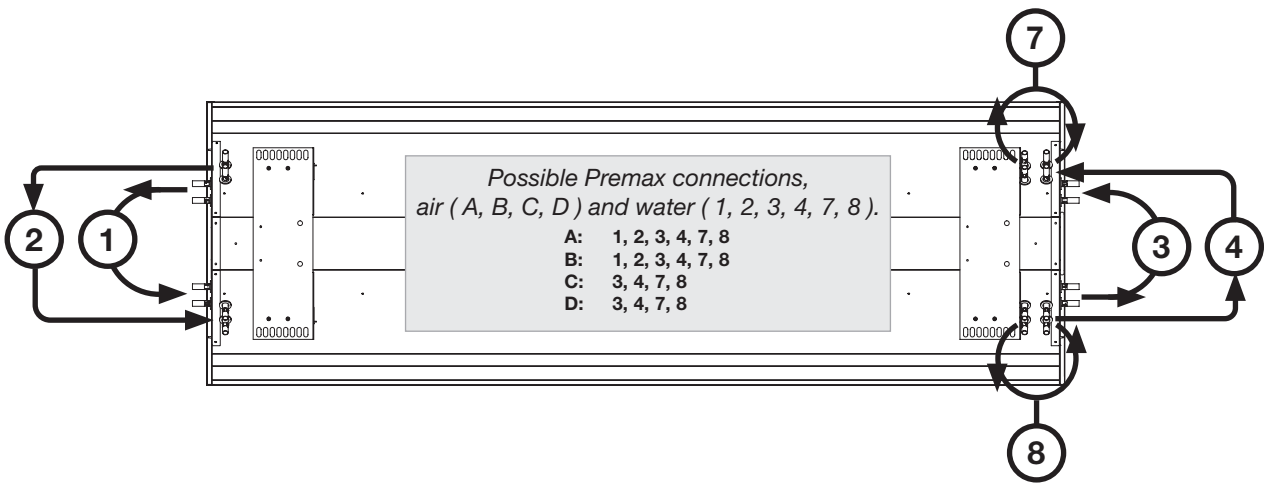 7
Possible Premax connections,
air ( A, B, C, D ) and water ( 1, 2, 3, 4, 7, 8 ).
A: 1, 2, 3, 4, 7, 8
B: 1, 2, 3, 4, 7, 8
C: 3, 4, 7, 8
D: 3, 4, 7, 8
2 1 3 4
8